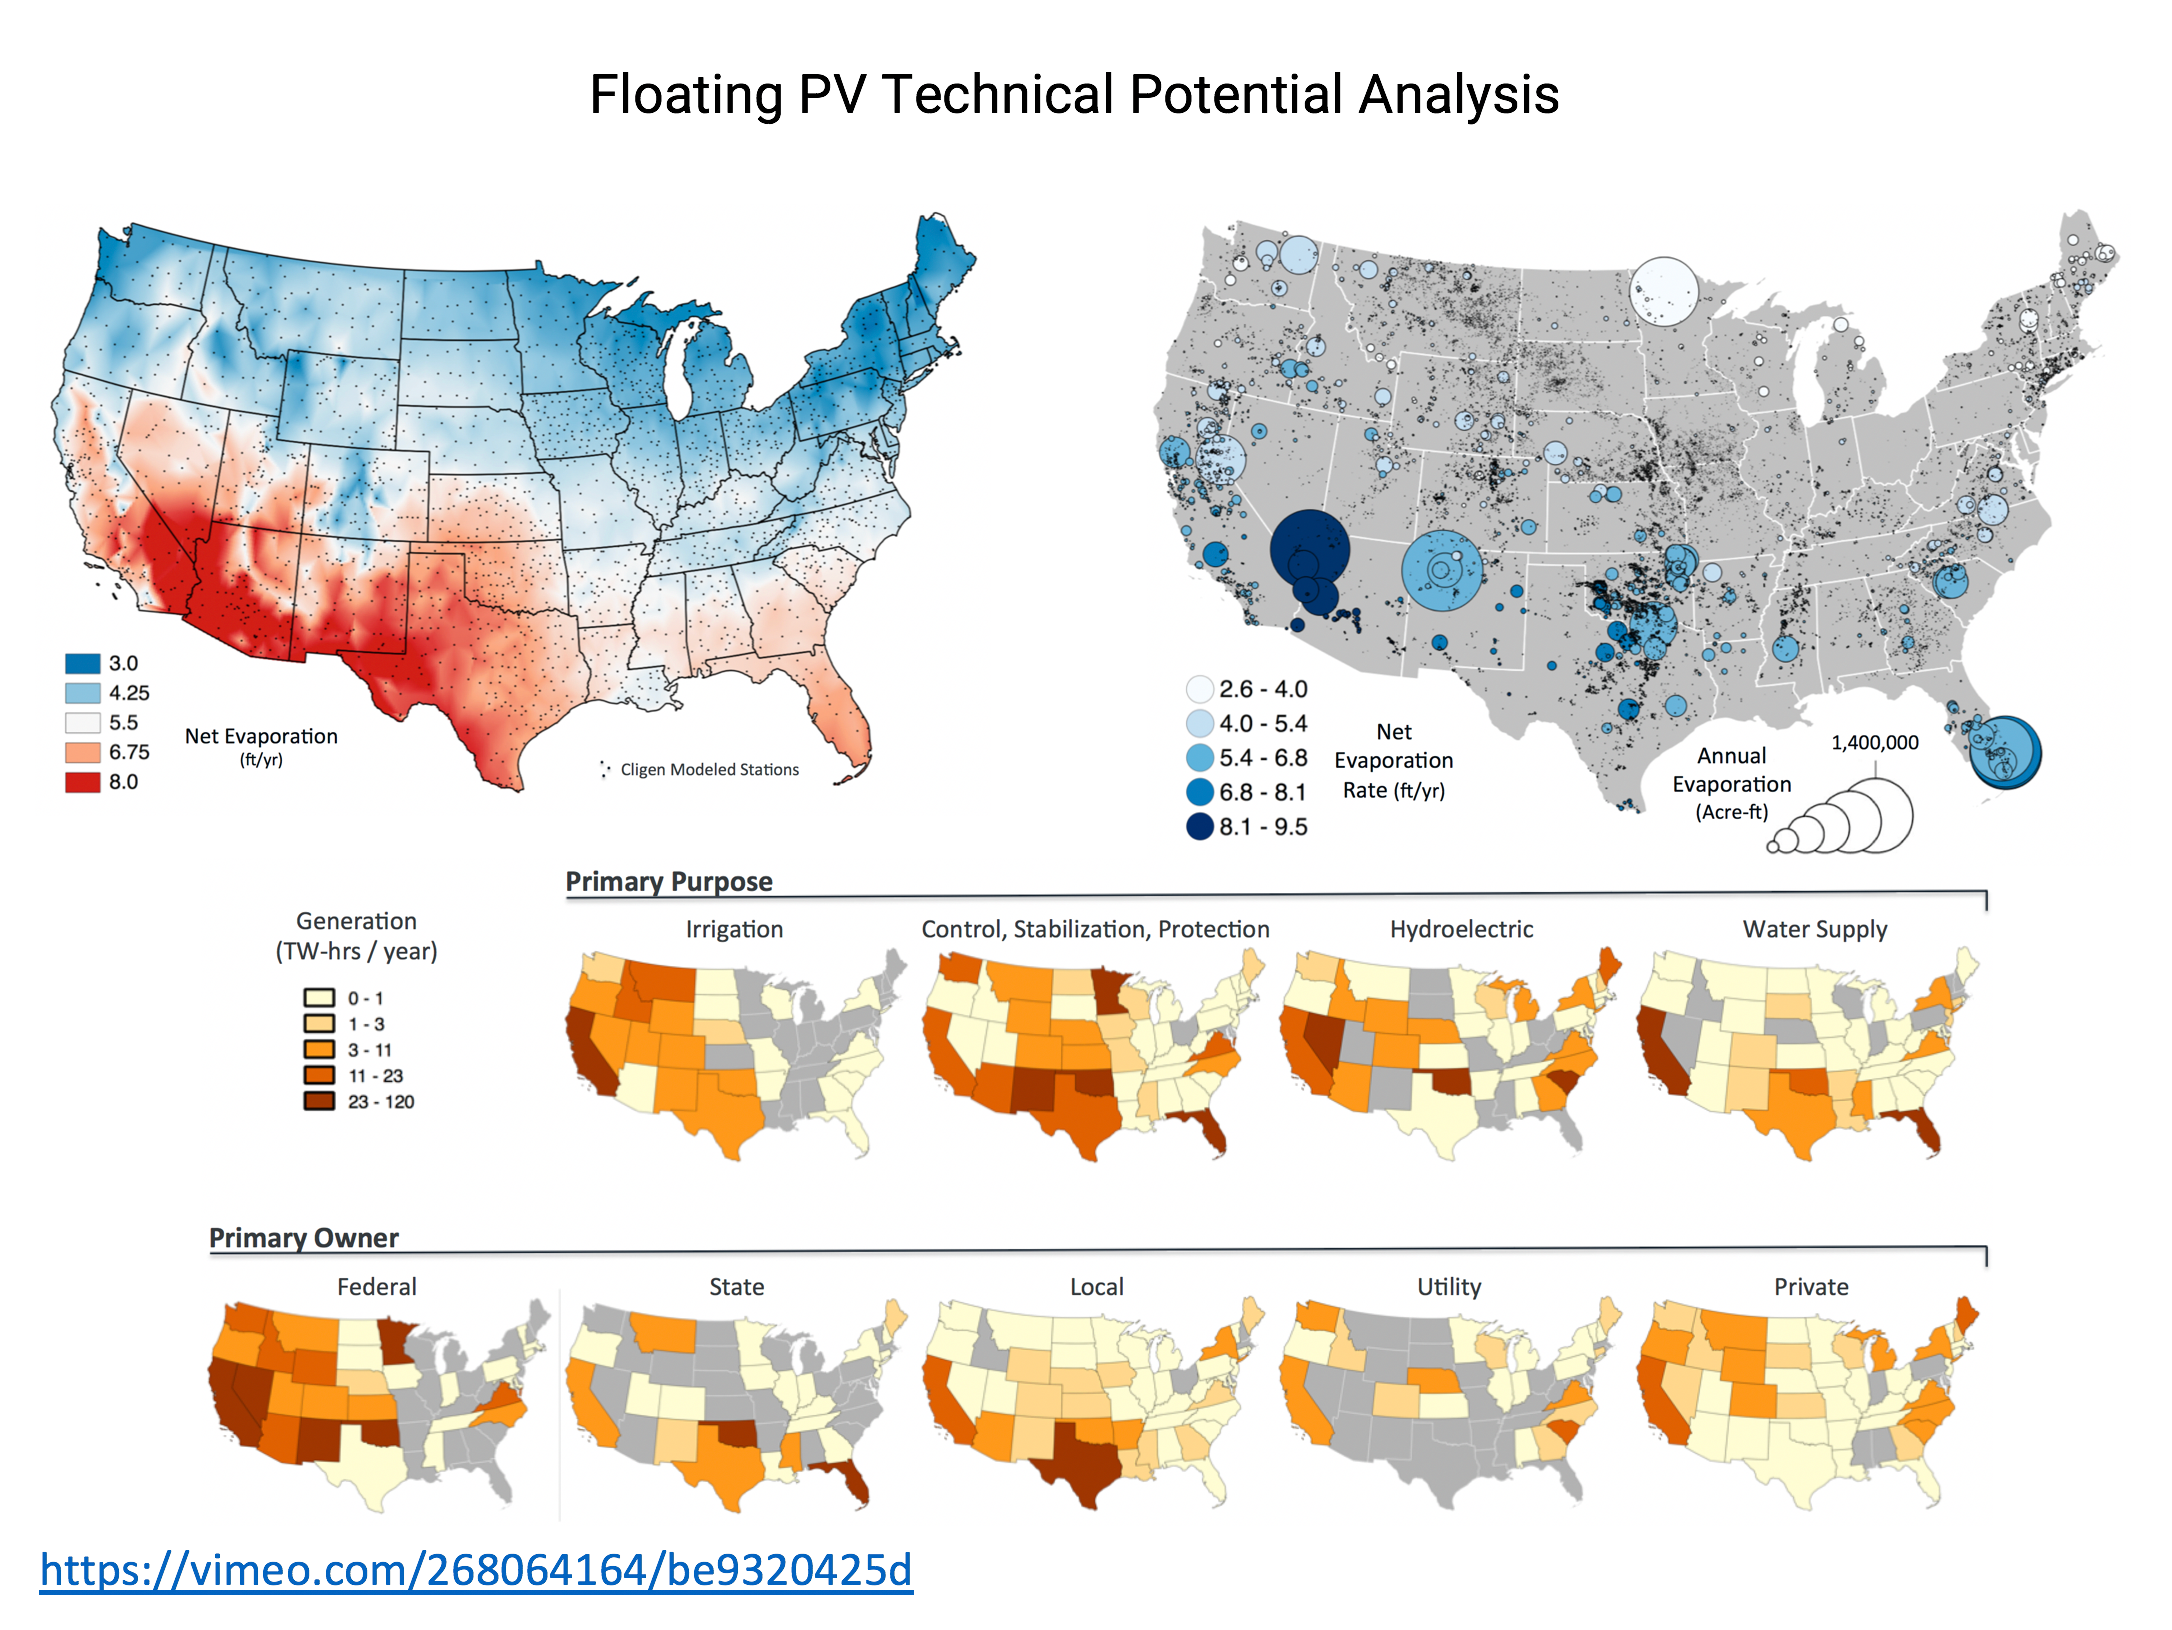 Floating PV Technical Potential Analysis
3.0
4.25
5.5
6.75
8.0
Net Evaporation
(ft/yr)
Cligen Modeled Stations
2.6 - 4.0
4.0 - 5.4
5.4 - 6.8
6.8 - 8.1
8.1 - 9.5
Net
Evaporation
Rate (ft/yr)
Annual
Evaporation
(Acre-ft)
1,400,000
Primary Purpose
Generation
(TW-hrs / year)
0 - 1
1 - 3
3 - 11
11 - 23
23 - 120
Irrigation
Control, Stabilization, Protection
Hydroelectric
Water Supply
Primary Owner
Federal
State
Local
Utility
Private
https://vimeo.com/268064164/be9320425d